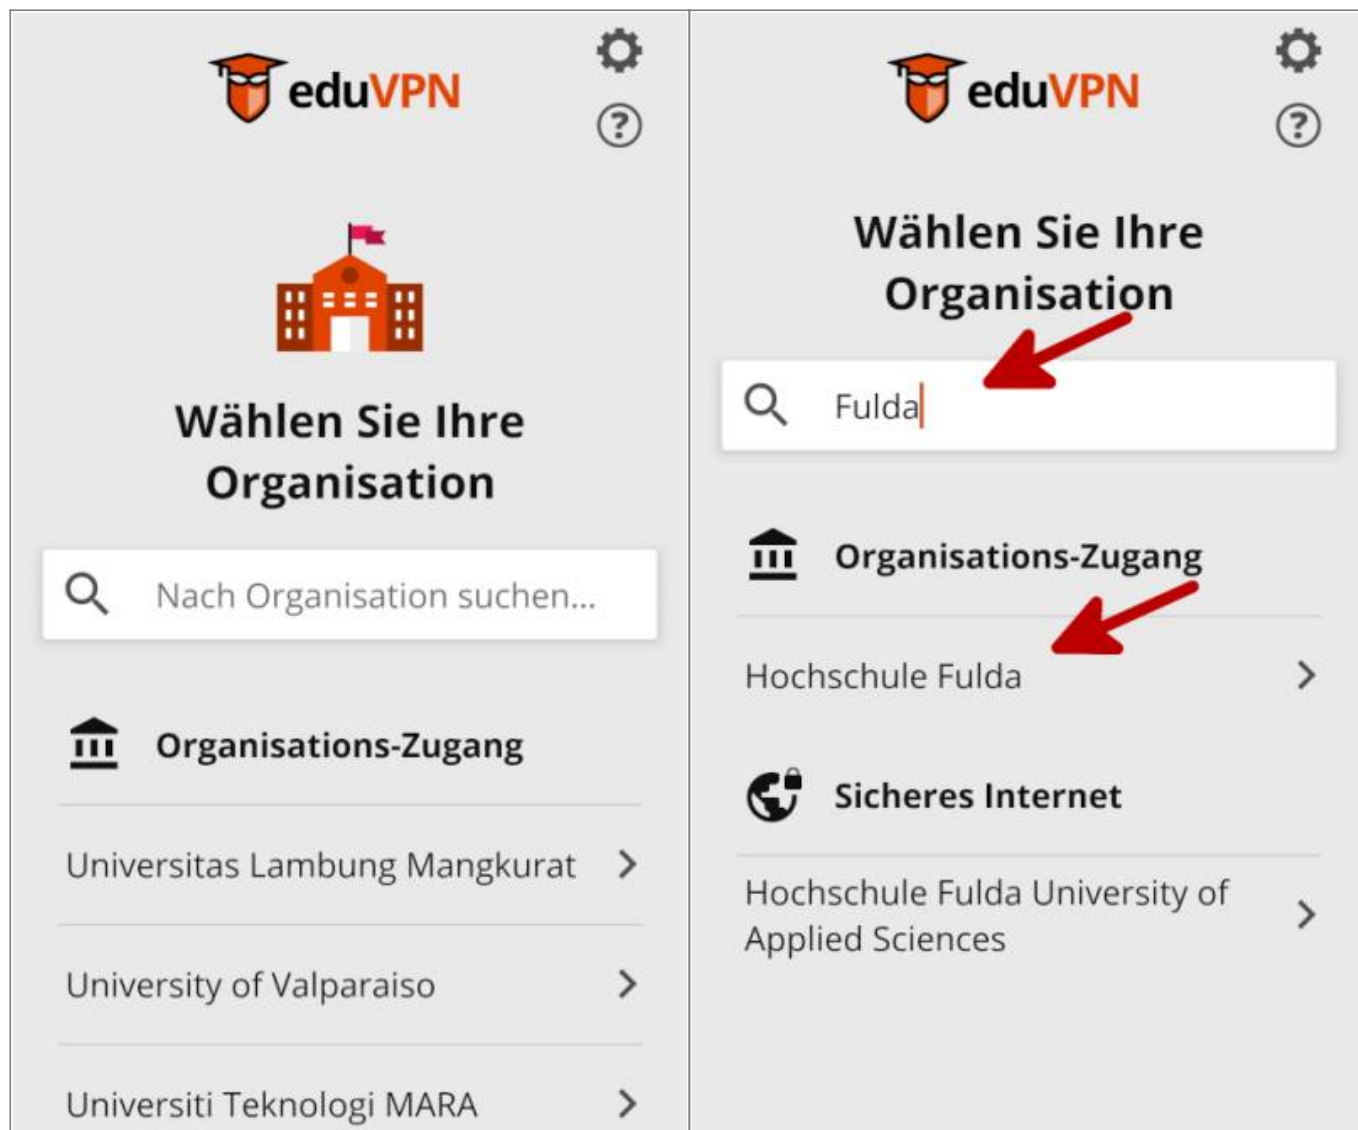 eduVPN
Wählen Sie Ihre
Organisation
Nach Organisation suchen...
Organisations-Zugang
Universitas Lambung Mangkurat
University of Valparaiso
Universiti Teknologi MARA
eduVPN
Wählen Sie Ihre
Organisation
Fulda
Organisations-Zugang
Hochschule Fulda
Sicheres Internet
Hochschule Fulda University of
Applied Sciences